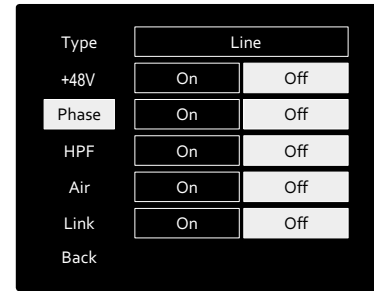 Type Line
+48V On Off
Phase On Off
HPF On Off
Air On Off
Link On Off
Back